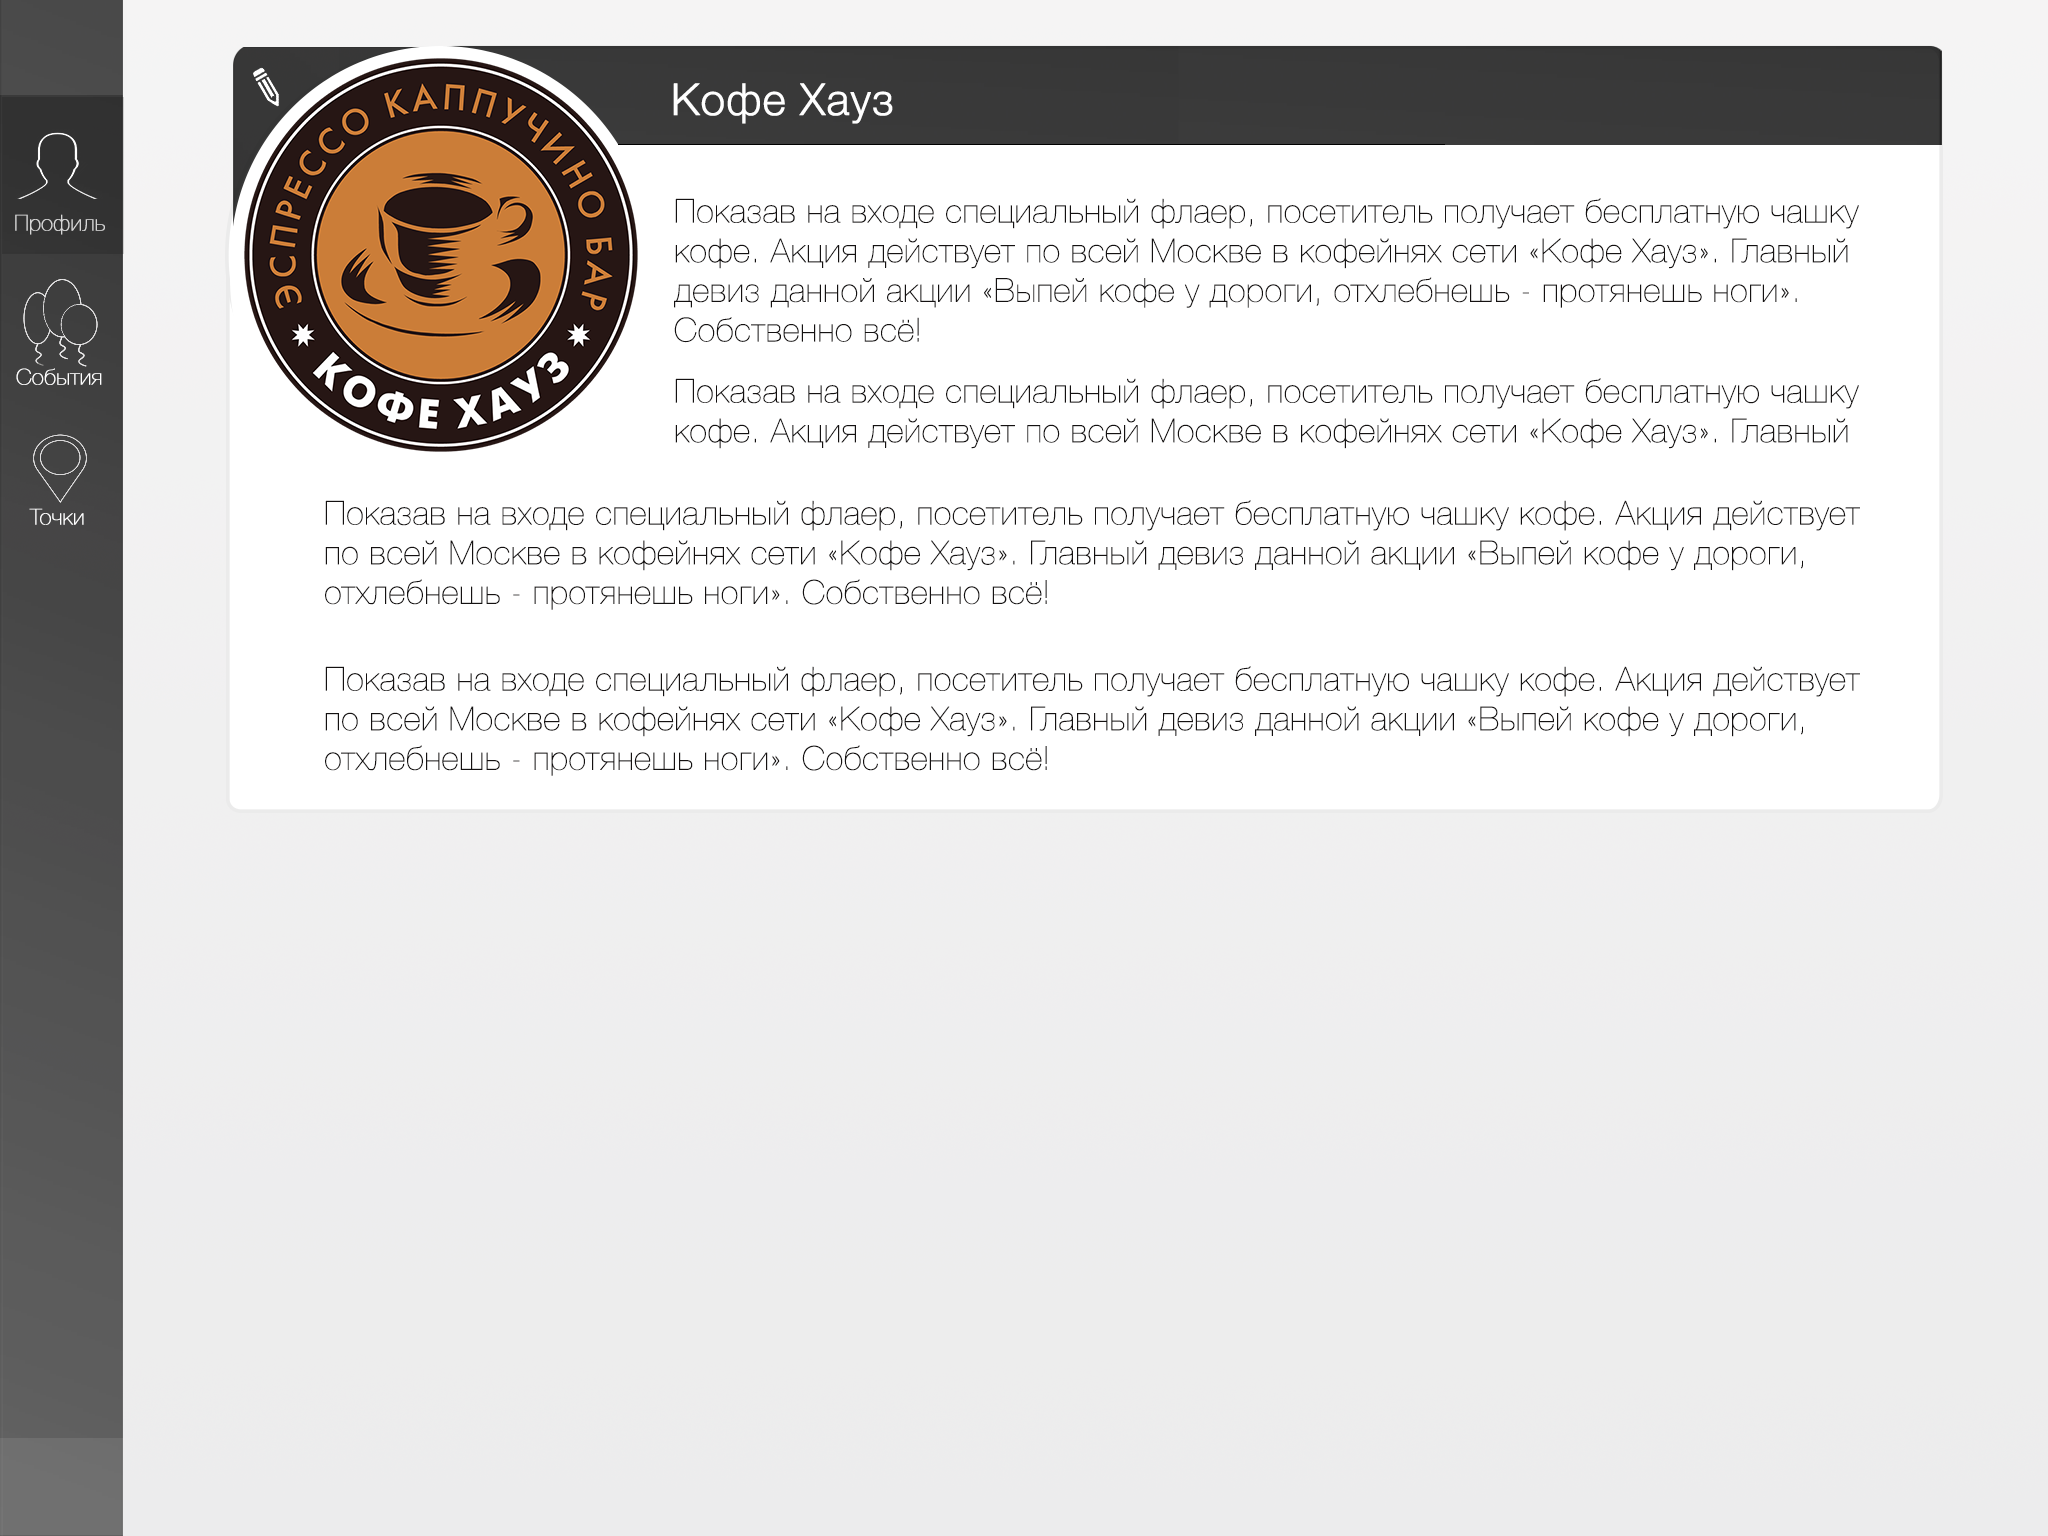 Профиль
События
Точки
ЭСПРЕССО КАППУЧИНО БАР
КОФЕ ХАУЗ
Кофе Хауз
Показав на входе специальный флаер, посетитель получает бесплатную чашку
кофе. Акция действует по всей Москве в кофейнях сети «Кофе Хауз». Главный
девиз данной акции «Выпей кофе у дороги, отхлебнешь - протянешь ноги».
Собственно всё!
Показав на входе специальный флаер, посетитель получает бесплатную чашку
кофе. Акция действует по всей Москве в кофейнях сети «Кофе Хауз». Главный
Показав на входе специальный флаер, посетитель получает бесплатную чашку кофе. Акция действует
по всей Москве в кофейнях сети «Кофе Хауз». Главный девиз данной акции «Выпей кофе у дороги,
отхлебнешь - протянешь ноги». Собственно всё!
Показав на входе специальный флаер, посетитель получает бесплатную чашку кофе. Акция действует
по всей Москве в кофейнях сети «Кофе Хауз». Главный девиз данной акции «Выпей кофе у дороги,
отхлебнешь - протянешь ноги». Собственно всё!